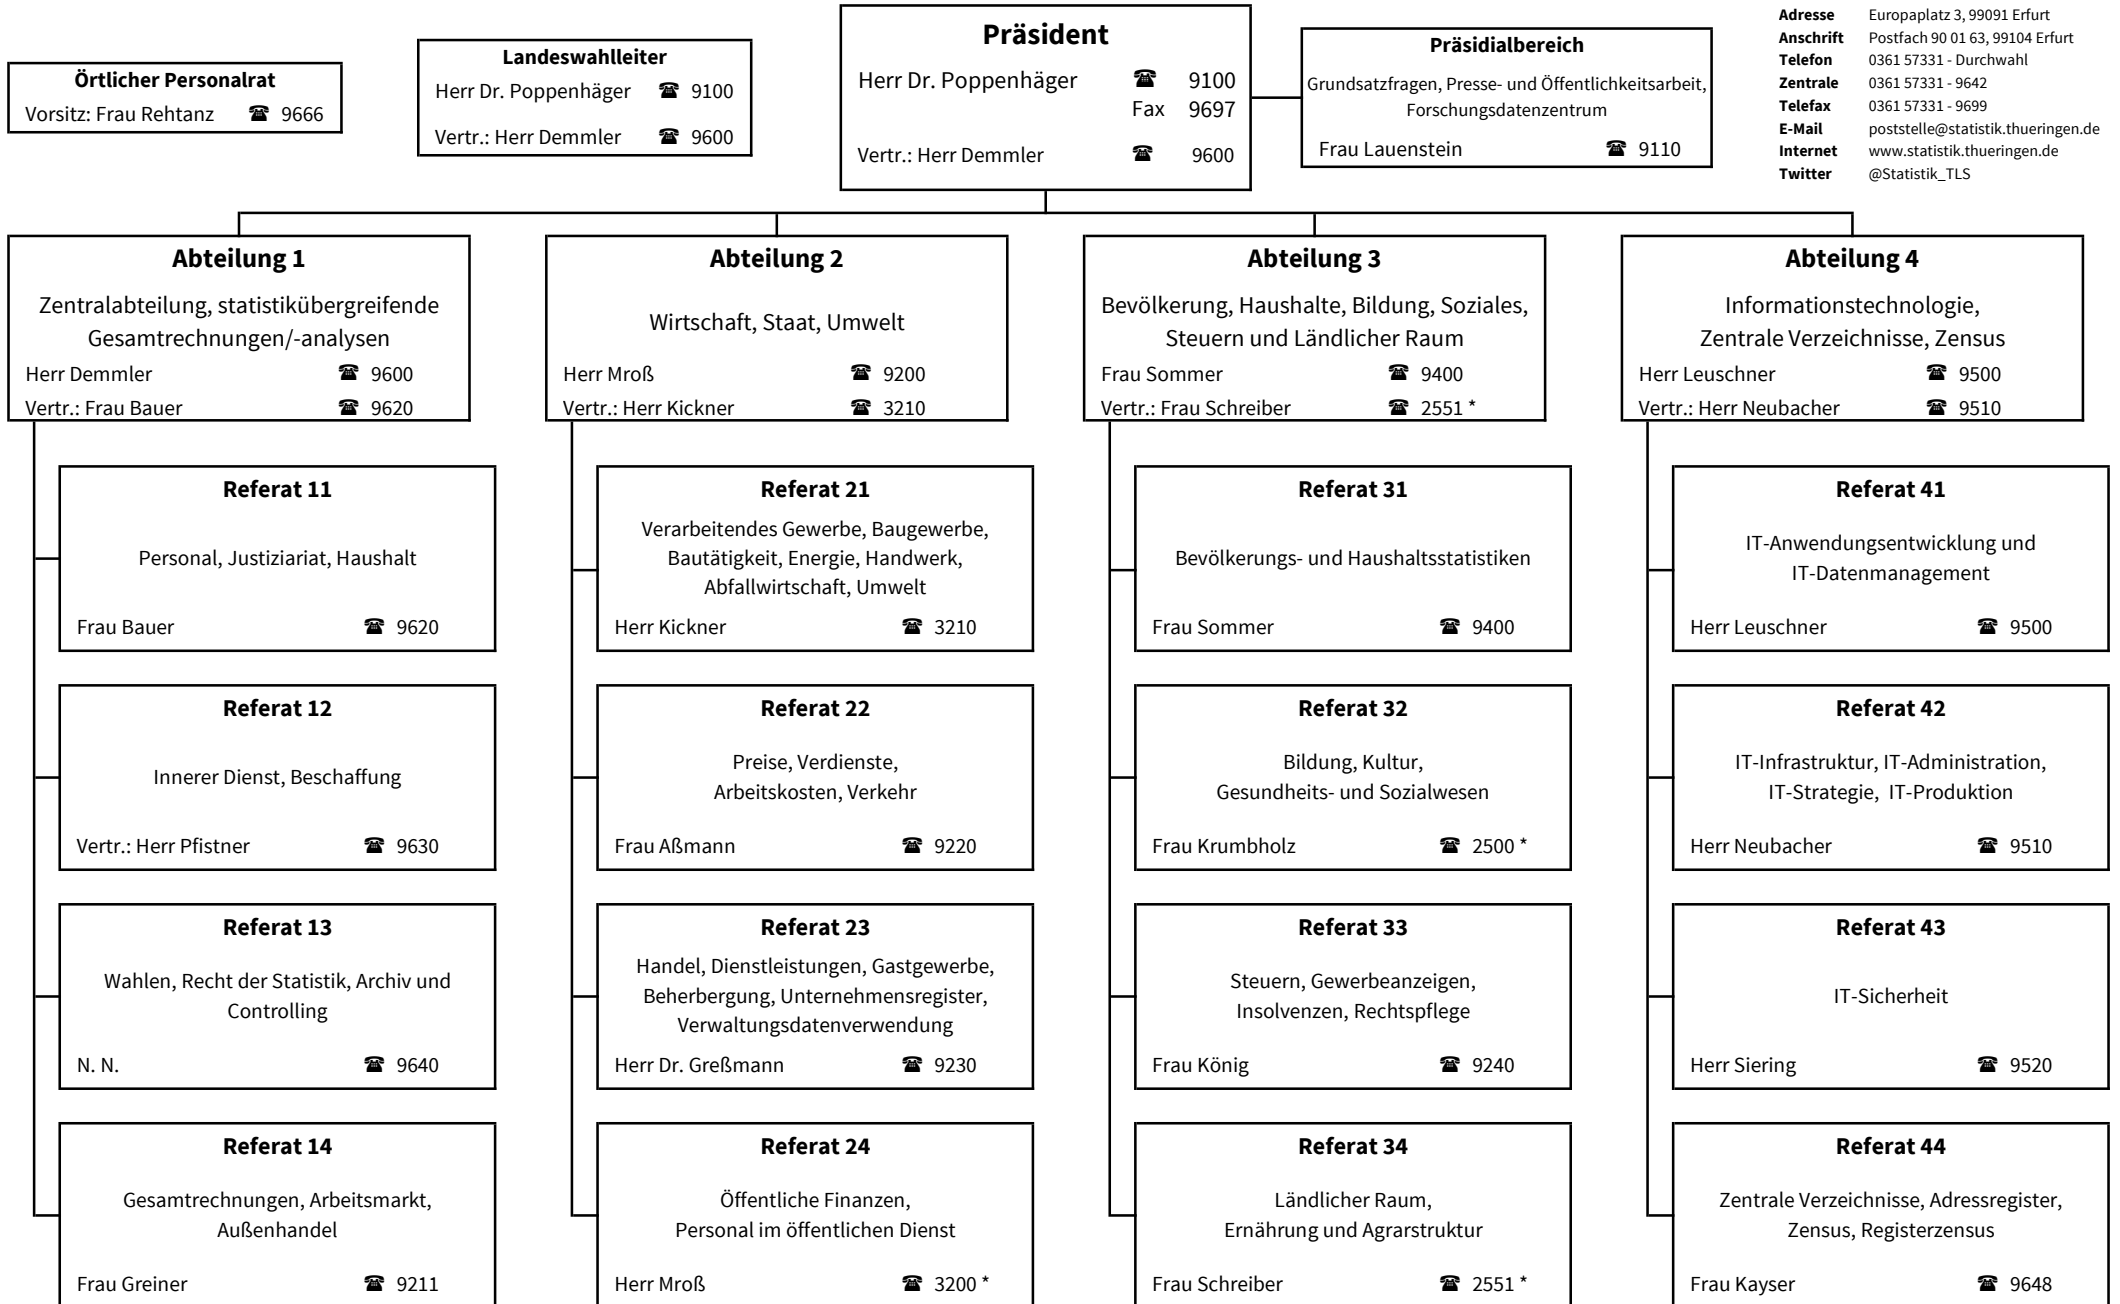 Örtlicher Personalrat
Vorsitz: Frau Rehtanz ☎ 9666
Landeswahlleiter
Herr Dr. Poppenhäger ☎ 9100
Vertr.: Herr Demmler ☎ 9600
Präsident
Herr Dr. Poppenhäger ☎ 9100
Fax 9697
Vertr.: Herr Demmler ☎ 9600
Präsidialbereich
Grundsatzfragen, Presse- und Öffentlichkeitsarbeit,
Forschungsdatenzentrum
Frau Lauenstein ☎ 9110
Adresse Europaplatz 3, 99091 Erfurt
Anschrift Postfach 90 01 63, 99104 Erfurt
Telefon 0361 57331 - Durchwahl
Zentrale 0361 57331 - 9642
Telefax 0361 57331 - 9699
E-Mail poststelle@statistik.thueringen.de
Internet www.statistik.thueringen.de
Twitter @Statistik_TLS
Abteilung 1
Zentralabteilung, statistikübergreifende
Gesamtrechnungen/-analysen
Herr Demmler ☎ 9600
Vertr.: Frau Bauer ☎ 9620
Referat 11
Personal, Justiziariat, Haushalt
Frau Bauer ☎ 9620
Referat 12
Innerer Dienst, Beschaffung
Vertr.: Herr Pfistner ☎ 9630
Referat 13
Wahlen, Recht der Statistik, Archiv und
Controlling
N. N. ☎ 9640
Referat 14
Gesamtrechnungen, Arbeitsmarkt,
Außenhandel
Frau Greiner ☎ 9211
Abteilung 2
Wirtschaft, Staat, Umwelt
Herr Mroß ☎ 9200
Vertr.: Herr Kickner ☎ 3210
Referat 21
Verarbeitendes Gewerbe, Baugewerbe,
Bautätigkeit, Energie, Handwerk,
Abfallwirtschaft, Umwelt
Herr Kickner ☎ 3210
Referat 22
Preise, Verdienste,
Arbeitskosten, Verkehr
Frau Aßmann ☎ 9220
Referat 23
Handel, Dienstleistungen, Gastgewerbe,
Beherbergung, Unternehmensregister,
Verwaltungsdatenverwendung
Herr Dr. Greßmann ☎ 9230
Referat 24
Öffentliche Finanzen,
Personal im öffentlichen Dienst
Herr Mroß ☎ 3200 *
Abteilung 3
Bevölkerung, Haushalte, Bildung, Soziales,
Steuern und Ländlicher Raum
Frau Sommer ☎ 9400
Vertr.: Frau Schreiber ☎ 2551 *
Referat 31
Bevölkerungs- und Haushaltsstatistiken
Frau Sommer ☎ 9400
Referat 32
Bildung, Kultur,
Gesundheits- und Sozialwesen
Frau Krumbholz ☎ 2500 *
Referat 33
Steuern, Gewerbeanzeigen,
Insolvenzen, Rechtspflege
Frau König ☎ 9240
Referat 34
Ländlicher Raum,
Ernährung und Agrarstruktur
Frau Schreiber ☎ 2551 *
Abteilung 4
Informationstechnologie,
Zentrale Verzeichnisse, Zensus
Herr Leuschner ☎ 9500
Vertr.: Herr Neubacher ☎ 9510
Referat 41
IT-Anwendungsentwicklung und
IT-Datenmanagement
Herr Leuschner ☎ 9500
Referat 42
IT-Infrastruktur, IT-Administration,
IT-Strategie, IT-Produktion
Herr Neubacher ☎ 9510
Referat 43
IT-Sicherheit
Herr Siering ☎ 9520
Referat 44
Zentrale Verzeichnisse, Adressregister,
Zensus, Registerzensus
Frau Kayser ☎ 9648